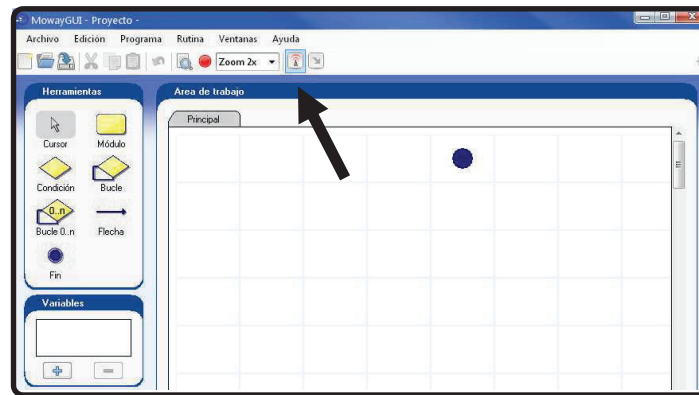 MowayGUI - Proyecto -
Archivo Edición Programa Rutina Ventanas Ayuda
Zoom 2x
Herramientas
Area de trabajo
Principal
Cursor Módulo
Condición Bucle
0..n
Bucle 0..n Flecha
Fin
Variables